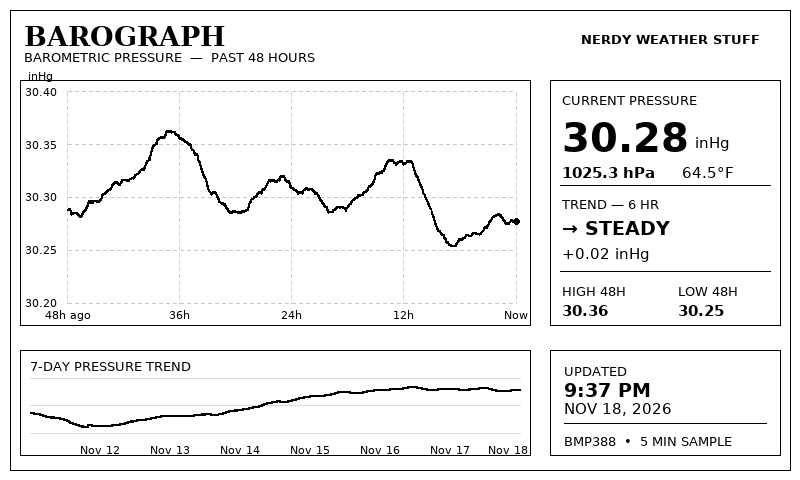 BAROGRAPH
BAROMETRIC PRESSURE — PAST 48 HOURS
NERDY WEATHER STUFF
inHg
30.40
30.35
30.30
30.25
30.20
48h ago 36h 24h 12h Now
CURRENT PRESSURE
30.28 inHg
1025.3 hPa 64.5°F
TREND — 6 HR
→ STEADY
+0.02 inHg
HIGH 48H LOW 48H
30.36 30.25
7-DAY PRESSURE TREND
Nov 12 Nov 13 Nov 14 Nov 15 Nov 16 Nov 17 Nov 18
UPDATED
9:37 PM
NOV 18, 2026
BMP388 • 5 MIN SAMPLE